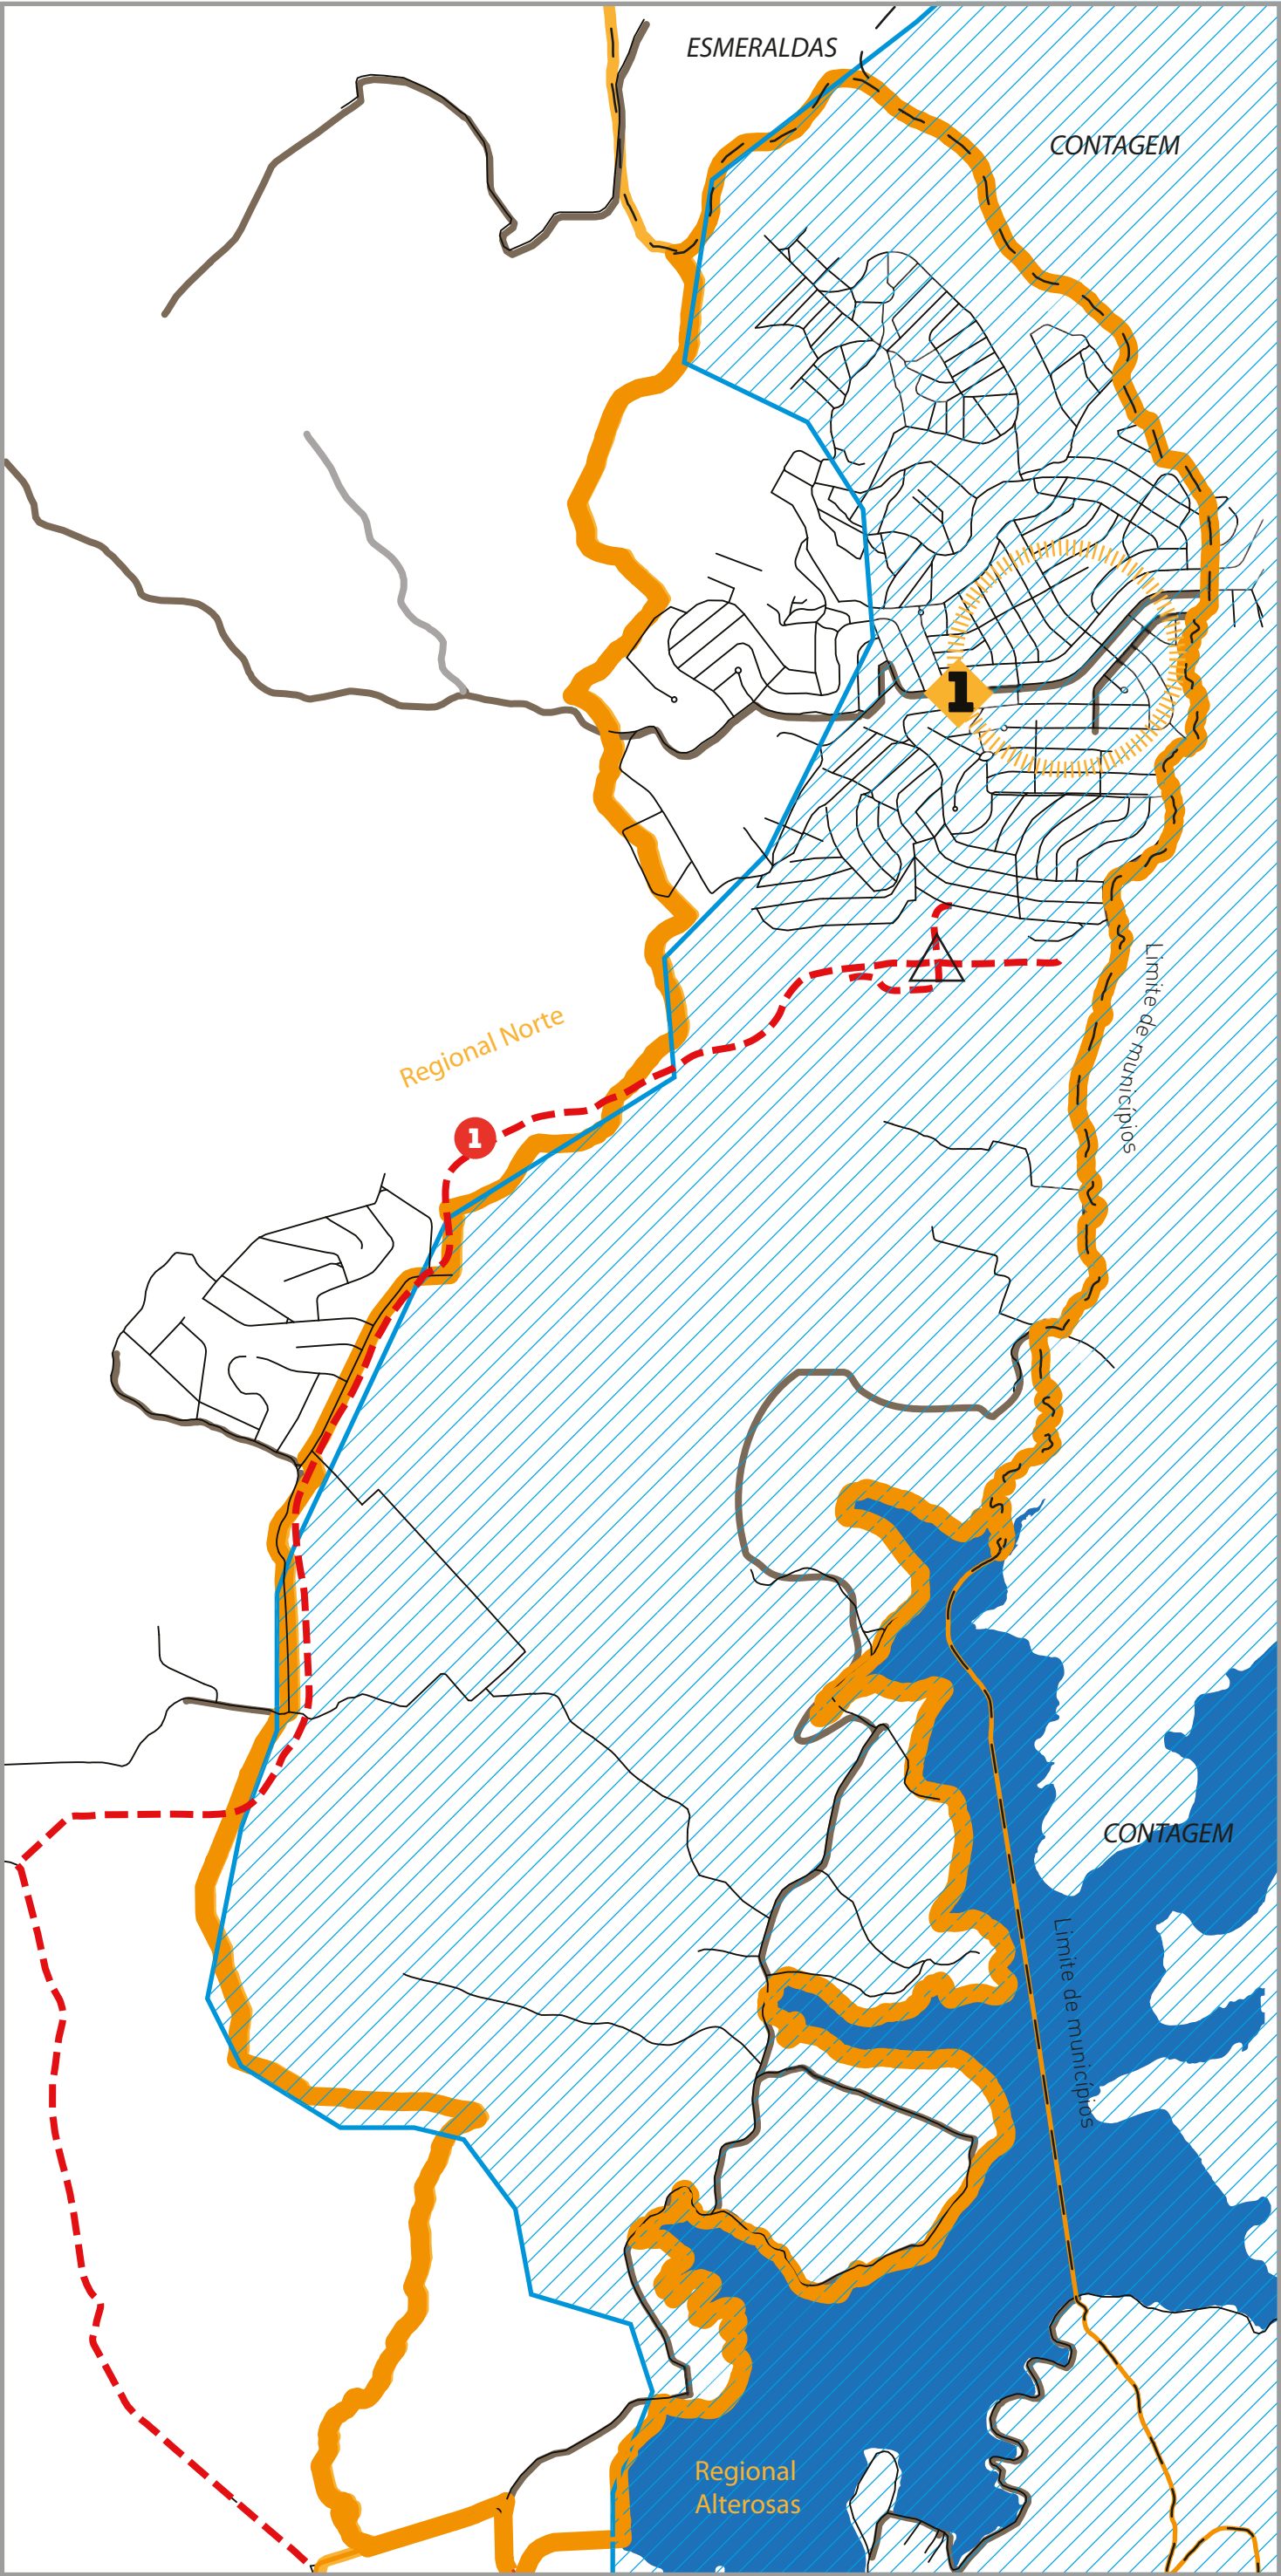 ESMERALDAS
CONTAGEM
1
Limite de municípios
Regional Norte
1
CONTAGEM
Limite de municípios
Regional
Alterosas